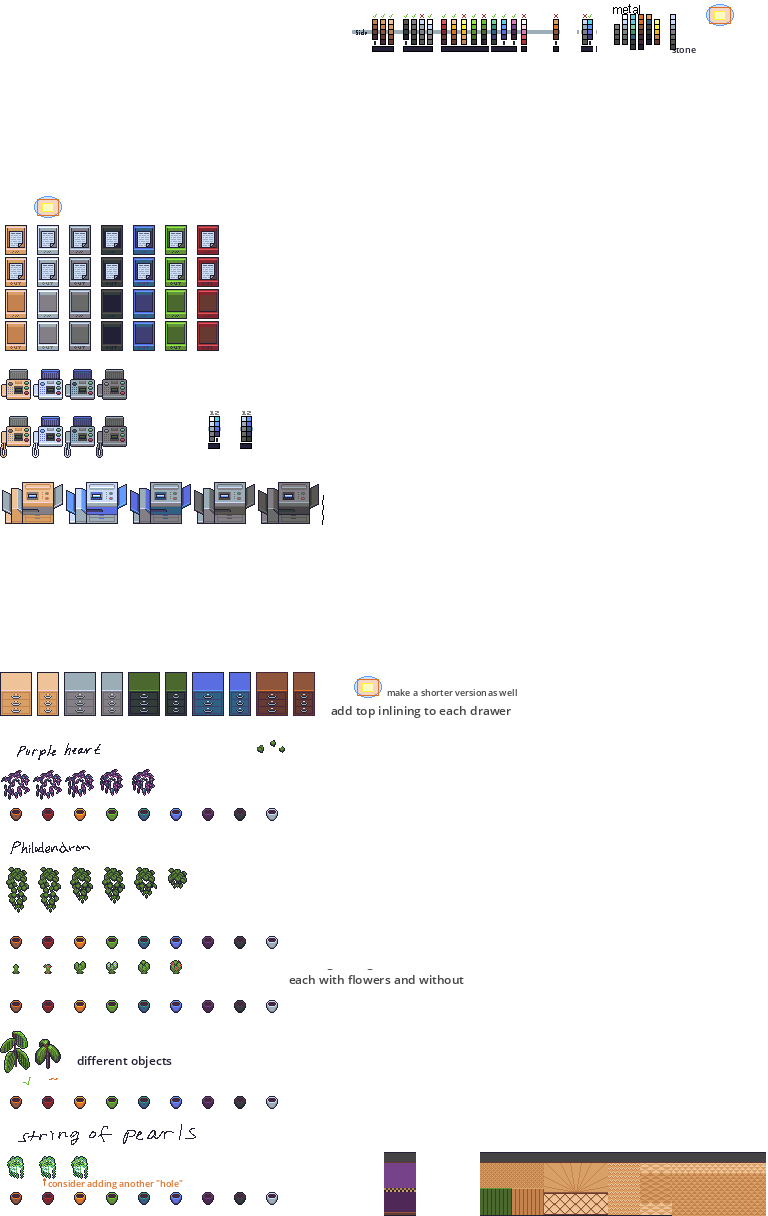 metal
Side
stone
make a shorter version as well
add top inlining to each drawer
Purple heart
Philodendron
each with flowers and without
different objects
string of pearls
consider adding another "hole"